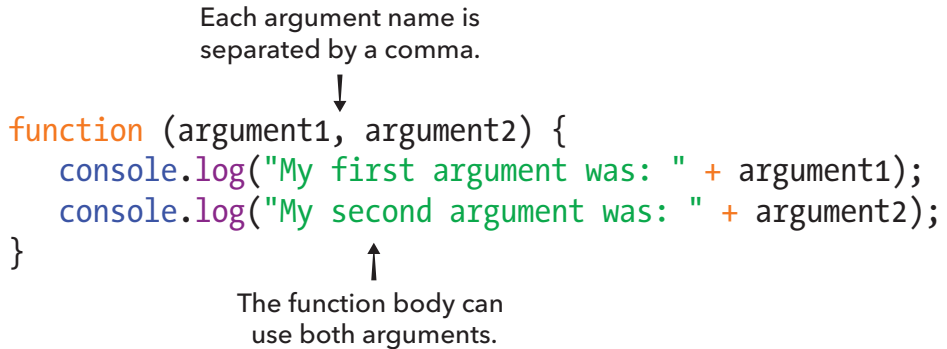 Each argument name is
separated by a comma.
function (argument1, argument2) {
console.log("My first argument was: " + argument1);
console.log("My second argument was: " + argument2);
}
The function body can
use both arguments.